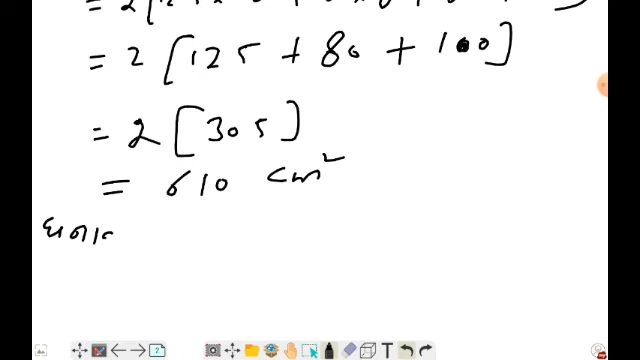 = 2 [125 + 80 + 100]
= 2 [305]
= 610 cm²